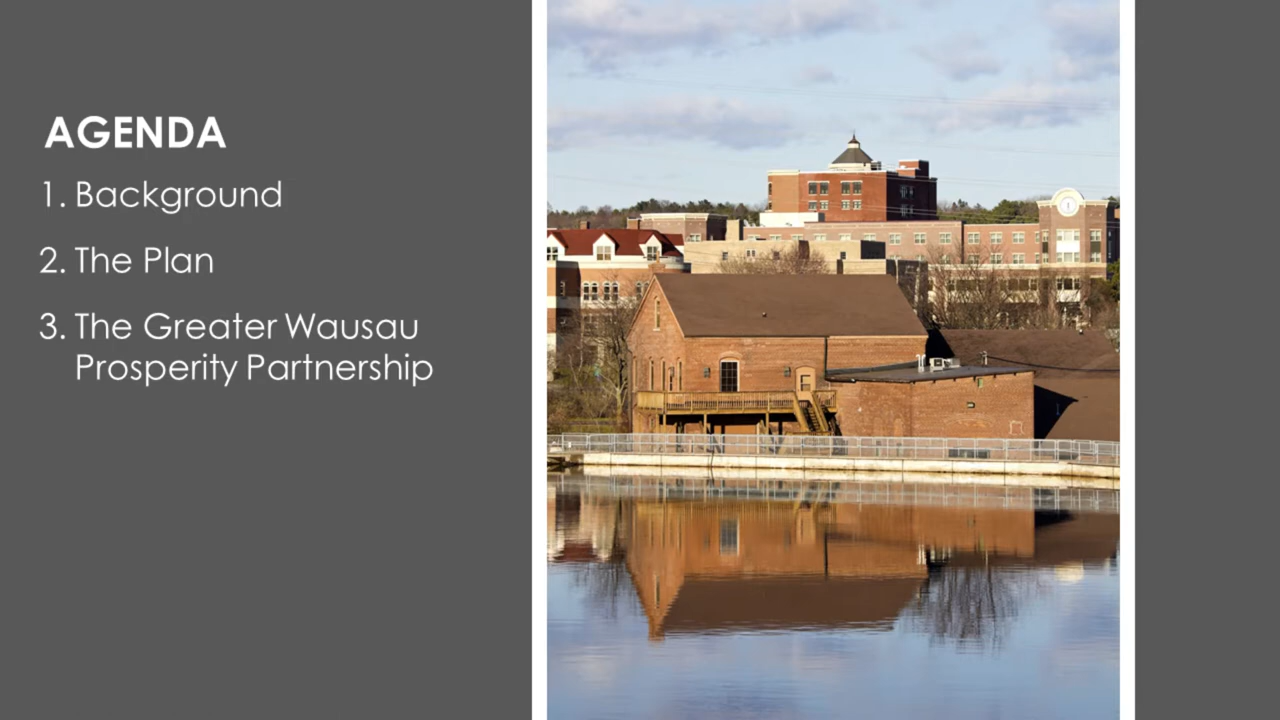 AGENDA
1. Background
2. The Plan
3. The Greater Wausau
Prosperity Partnership